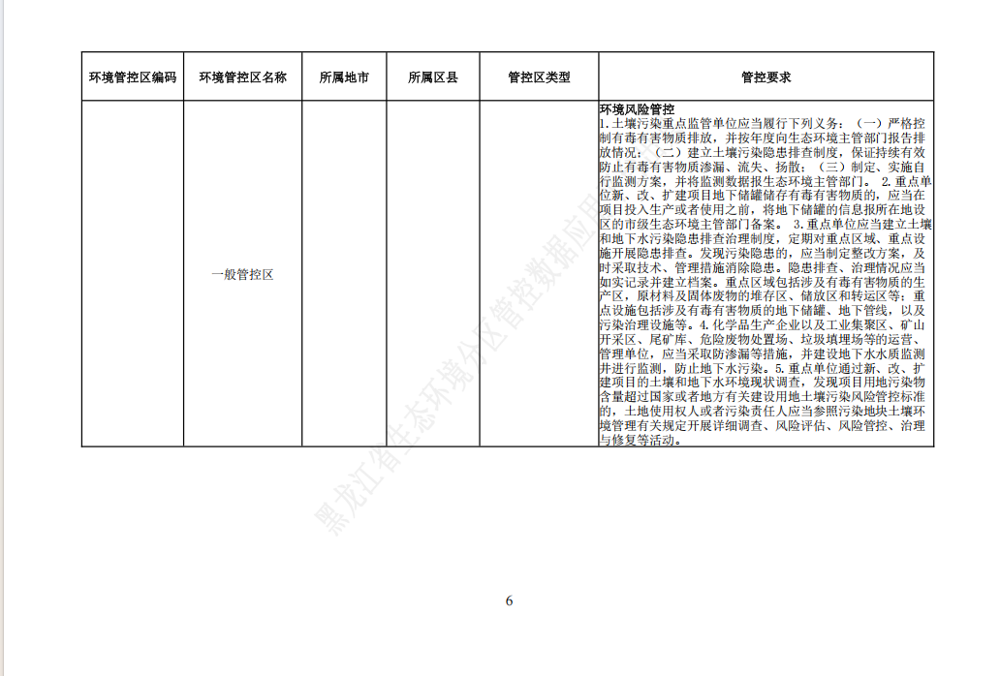 环境管控区编码 环境管控区名称 所属地市 所属区县 管控区类型 管控要求
一般管控区
环境风险管控
1.土壤污染重点监管单位应当履行下列义务：（一）严格控
制有毒有害物质排放，并按年度向生态环境主管部门报告排
放情况；（二）建立土壤污染隐患排查制度，保证持续有效
防止有毒有害物质渗漏、流失、扬散；（三）制定、实施自
行监测方案，并将监测数据报生态环境主管部门。 2.重点单
位新、改、扩建项目地下储罐储存有毒有害物质的，应当在
项目投入生产或者使用之前，将地下储罐的信息报所在地设
区的市级生态环境主管部门备案。 3.重点单位应当建立土壤
和地下水污染隐患排查治理制度，定期对重点区域、重点设
施开展隐患排查。发现污染隐患的，应当制定整改方案，及
时采取技术、管理措施消除隐患。隐患排查、治理情况应当
如实记录并建立档案。重点区域包括涉及有毒有害物质的生
产区，原材料及固体废物的堆存区、储放区和转运区等；重
点设施包括涉及有毒有害物质的地下储罐、地下管线，以及
污染治理设施等。4.化学品生产企业以及工业集聚区、矿山
开采区、尾矿库、危险废物处置场、垃圾填埋场等的运营、
管理单位，应当采取防渗漏等措施，并建设地下水水质监测
井进行监测，防止地下水污染。5.重点单位通过新、改、扩
建项目的土壤和地下水环境现状调查，发现项目用地污染物
含量超过国家或者地方有关建设用地土壤污染风险管控标准
的，土地使用权人或者污染责任人应当参照污染地块土壤环
境管理有关规定开展详细调查、风险评估、风险管控、治理
与修复等活动。
黑龙江省生态环境分区管控数据应用
6